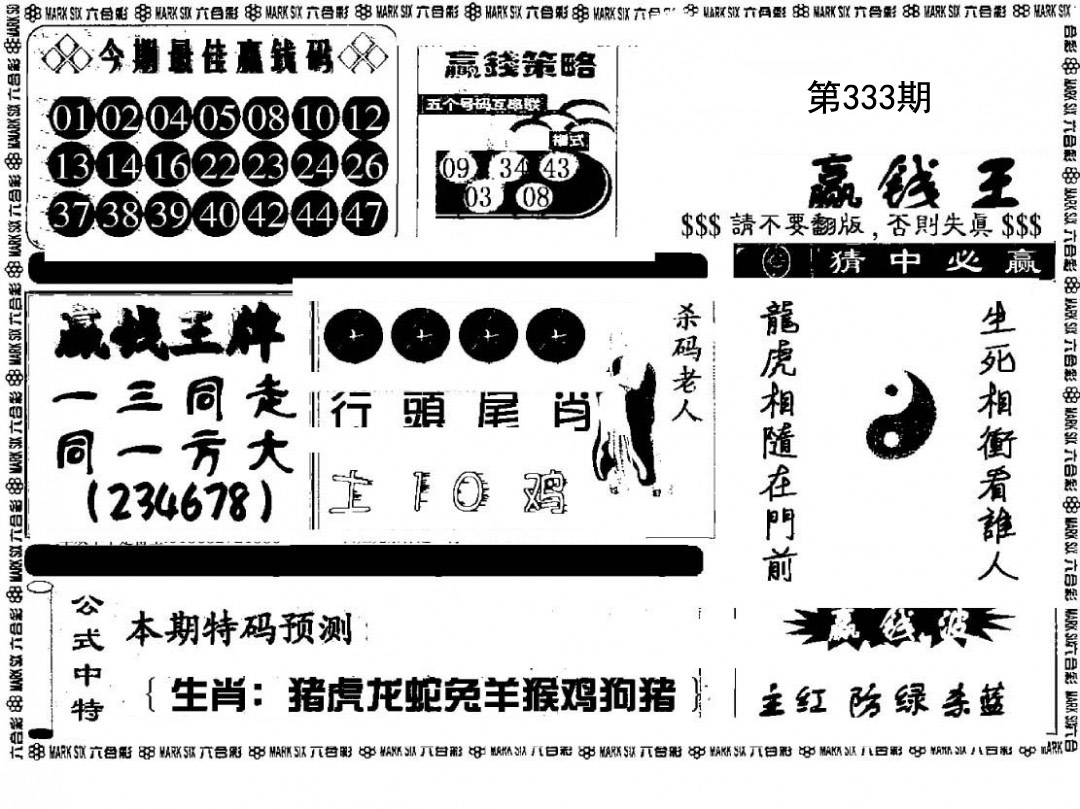 MARK SIX 六合彩 MARK SIX 六合彩 MARK SIX 六合彩 MARK SIX 六合彩 MARK SIX 六合彩 MARK SIX 六合彩 MARK SIX 六合彩 MARK SIX 六合彩 MARK SIX 六合彩 MARK SIX
今期最佳赢钱码
01 02 04 05 08 10 12
13 14 16 22 23 24 26
37 38 39 40 42 44 47
赢錢策略
五个号码互串联
格式
09 34 43
03 08
第333期
赢钱王
$$$ 請不要翻版,否則失真 $$$
猜中必赢
龍虎相隨在門前
生死相衝看誰人
赢钱王牌
一三同走
同一方大
(234678)
行頭尾肖
土 1 0 鸡
杀码老人
公式中特
本期特码预测
{生肖:猪虎龙蛇兔羊猴鸡狗猪}
赢钱波
主红 防绿 杀蓝
MARK SIX 六合彩 MARK SIX 六合彩 MARK SIX 六合彩 MARK SIX 六合彩 MARK SIX 六合彩 MARK SIX 六合彩 MARK SIX 六合彩 MARK SIX 六合彩 MARK SIX 六合彩 MARK